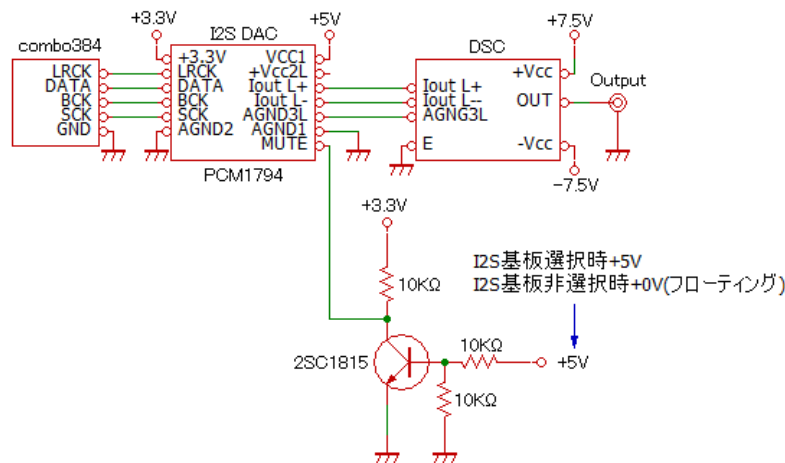 +3.3V
I2S DAC
+5V
+7.5V
combo384
DSC
LRCK
DATA
BCK
SCK
GND
+3.3V
LRCK
DATA
BCK
SCK
AGND2
VCC1
+Vcc2L
Iout L+
Iout L-
AGND3L
AGND1
MUTE
PCM1794
Iout L+
Iout L--
AGNG3L
E
+Vcc
OUT
-Vcc
Output
-7.5V
+3.3V
10KΩ
I2S基板選択時+5V
I2S基板非選択時+0V(フローティング)
2SC1815
10KΩ
+5V
10KΩ